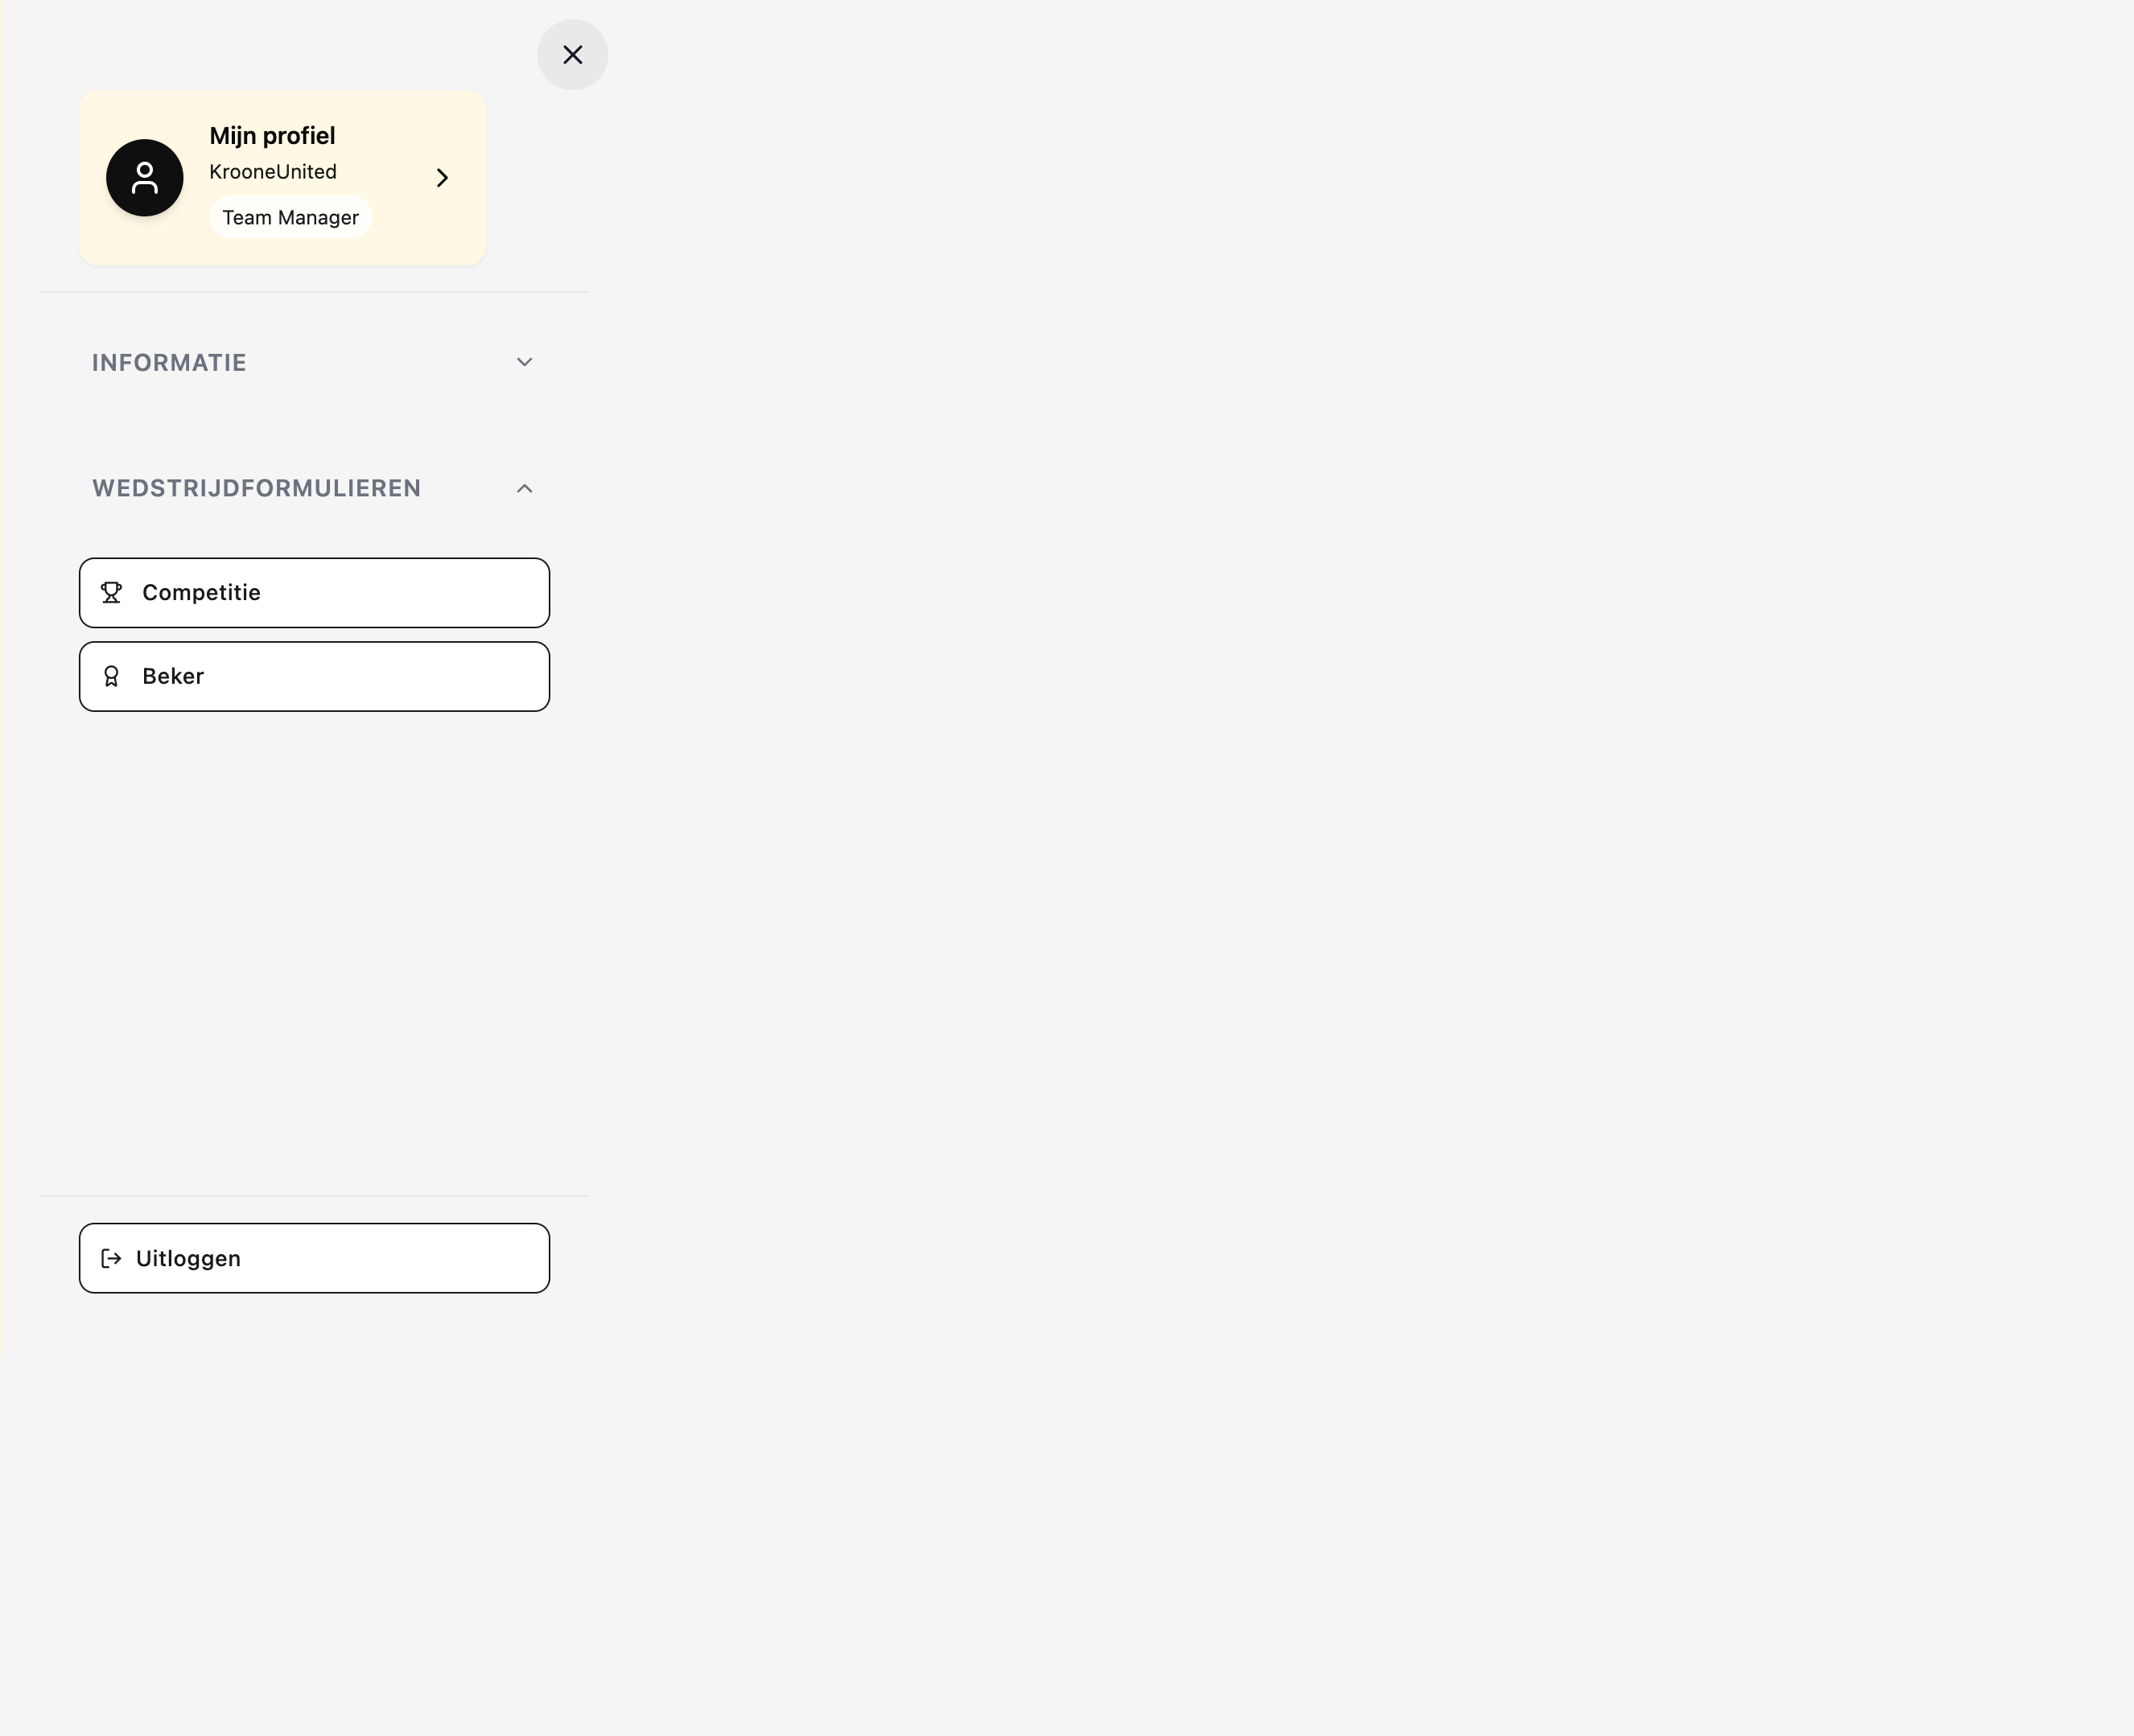 Mijn profiel
KrooneUnited
Team Manager
INFORMATIE
WEDSTRIJDFORMULIEREN
Competitie
Beker
Uitloggen